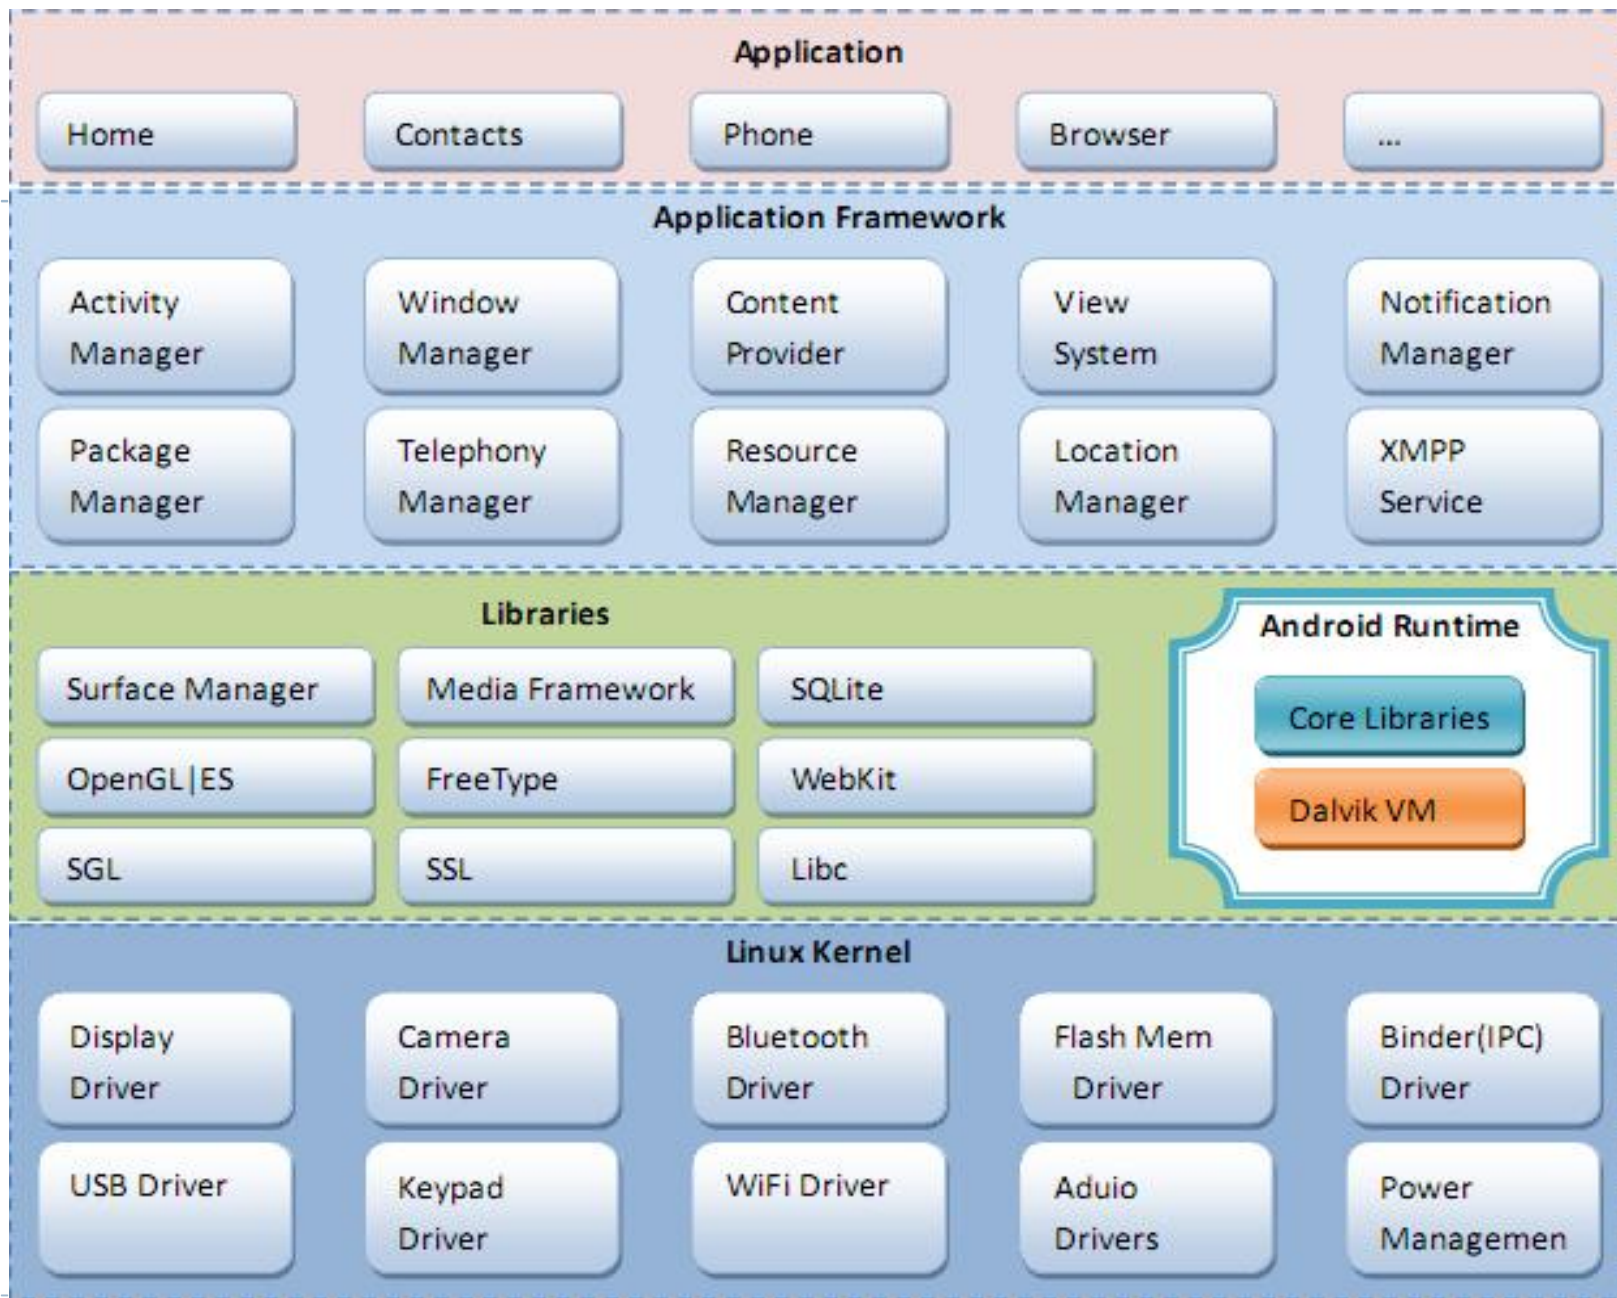 Application
Home
Contacts
Phone
Browser
...
Application Framework
Activity
Manager
Window
Manager
Content
Provider
View
System
Notification
Manager
Package
Manager
Telephony
Manager
Resource
Manager
Location
Manager
XMPP
Service
Libraries
Surface Manager
Media Framework
SQLite
OpenGL|ES
FreeType
WebKit
SGL
SSL
Libc
Android Runtime
Core Libraries
Dalvik VM
Linux Kernel
Display
Driver
Camera
Driver
Bluetooth
Driver
Flash Mem
Driver
Binder(IPC)
Driver
USB Driver
Keypad
Driver
WiFi Driver
Aduio
Drivers
Power
Managemen